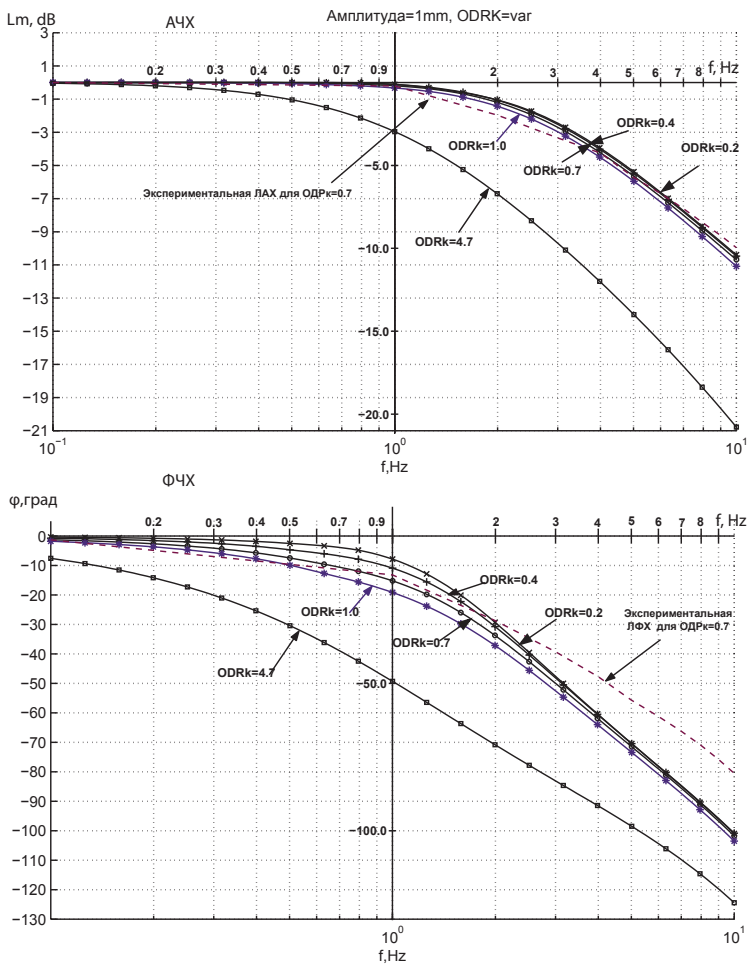 Lm, dB
АЧХ
Амплитуда=1mm, ODRK=var
3
0.2 0.3 0.4 0.5 0.7 0.9 2 3 4 5 6 7 8 f, Hz
1
−1
−3
−5
−7
−9
−11
−13
−15
−17
−19
−21
−5.0
−10.0
−15.0
−20.0
ODRk=0.4
ODRk=0.2
ODRk=1.0
ODRk=0.7
Экспериментальная ЛАХ для ОДРк=0.7
ODRk=4.7
10−1 100 101
f,Hz
ФЧХ
φ,град
0.2 0.3 0.4 0.5 0.7 0.9 2 3 4 5 6 7 8 f, Hz
0
−10
−20
−30
−40
−50
−60
−70
−80
−90
−100
−110
−120
−130
−50.0
−100.0
ODRk=0.4
ODRk=1.0
ODRk=0.2
Экспериментальная
ЛФХ для ОДРк=0.7
ODRk=0.7
ODRk=4.7
100 101
f,Hz